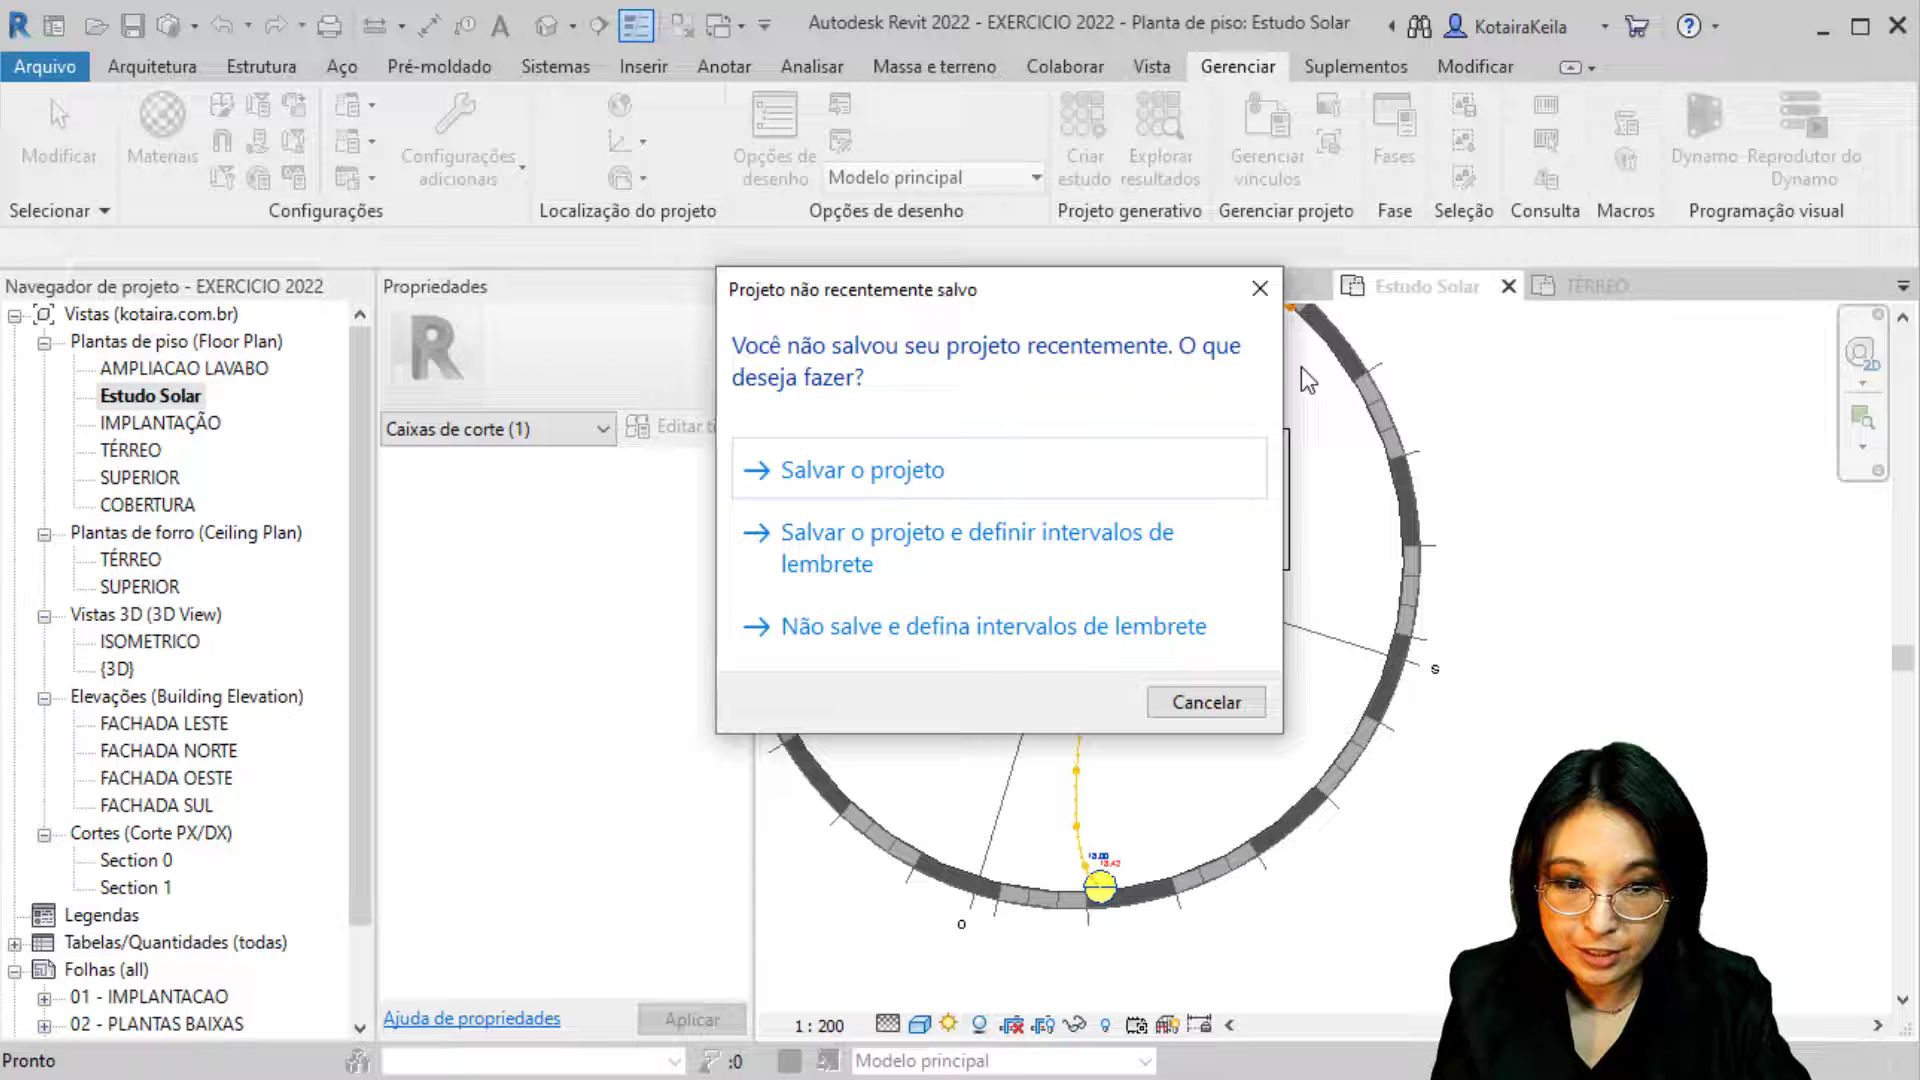 Autodesk Revit 2022 - EXERCICIO 2022 - Planta de piso: Estudo Solar
KotairaKeila
Arquivo Arquitetura Estrutura Aço Pré-moldado Sistemas Inserir Anotar Analisar Massa e terreno Colaborar Vista Gerenciar Suplementos Modificar
Modificar
Materiais
Configurações
adicionais
Opções de
desenho
Modelo principal
Criar
estudo
Explorar
resultados
Gerenciar
vínculos
Fases
Dynamo
Reprodutor do
Dynamo
Selecionar Configurações Localização do projeto Opções de desenho Projeto generativo Gerenciar projeto Fase Seleção Consulta Macros Programação visual
Navegador de projeto - EXERCICIO 2022
Vistas (kotaira.com.br)
Plantas de piso (Floor Plan)
AMPLIACAO LAVABO
Estudo Solar
IMPLANTAÇÃO
TÉRREO
SUPERIOR
COBERTURA
Plantas de forro (Ceiling Plan)
TÉRREO
SUPERIOR
Vistas 3D (3D View)
ISOMETRICO
{3D}
Elevações (Building Elevation)
FACHADA LESTE
FACHADA NORTE
FACHADA OESTE
FACHADA SUL
Cortes (Corte PX/DX)
Section 0
Section 1
Legendas
Tabelas/Quantidades (todas)
Folhas (all)
01 - IMPLANTACAO
02 - PLANTAS BAIXAS
Propriedades
Caixas de corte (1)
Editar
Ajuda de propriedades
Aplicar
Estudo Solar
TÉRREO
Projeto não recentemente salvo
Você não salvou seu projeto recentemente. O que
deseja fazer?
Salvar o projeto
Salvar o projeto e definir intervalos de
lembrete
Não salve e defina intervalos de lembrete
Cancelar
2D
S
O
1 : 200
Pronto
:0
Modelo principal